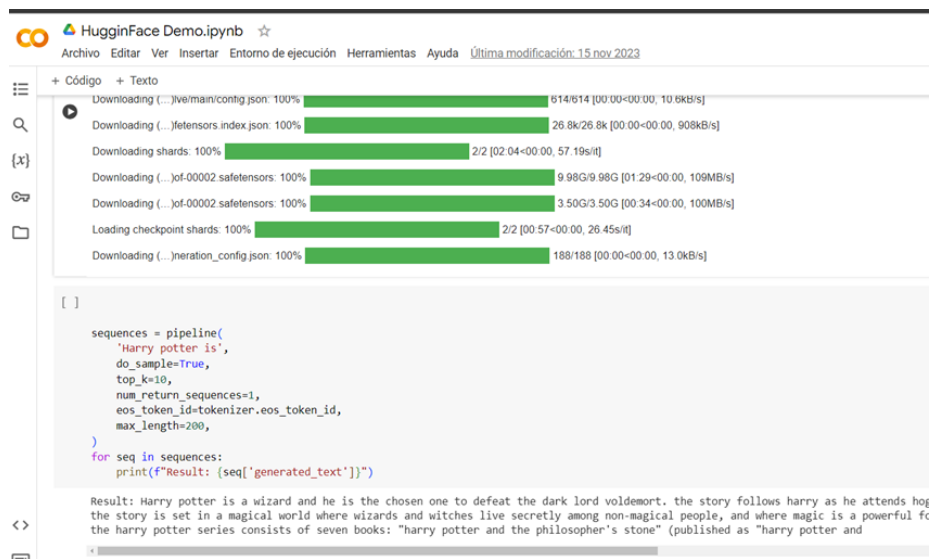 HugginFace Demo.ipynb
Archivo Editar Ver Insertar Entorno de ejecución Herramientas Ayuda Última modificación: 15 nov 2023
+ Código + Texto
Downloading (...)lve/main/config.json: 100% 614/614 [00:00<00:00, 10.6kB/s]
Downloading (...)fetensors.index.json: 100% 26.8k/26.8k [00:00<00:00, 908kB/s]
Downloading shards: 100% 2/2 [02:04<00:00, 57.19s/it]
{x}
Downloading (...)of-00002.safetensors: 100% 9.98G/9.98G [01:29<00:00, 109MB/s]
Downloading (...)of-00002.safetensors: 100% 3.50G/3.50G [00:34<00:00, 100MB/s]
Loading checkpoint shards: 100% 2/2 [00:57<00:00, 26.45s/it]
Downloading (...)neration_config.json: 100% 188/188 [00:00<00:00, 13.0kB/s]
[ ]
sequences = pipeline(
    'Harry potter is',
    do_sample=True,
    top_k=10,
    num_return_sequences=1,
    eos_token_id=tokenizer.eos_token_id,
    max_length=200,
)
for seq in sequences:
    print(f"Result: {seq['generated_text']}")
Result: Harry potter is a wizard and he is the chosen one to defeat the dark lord voldemort. the story follows harry as he attends
the story is set in a magical world where wizards and witches live secretly among non-magical people, and where magic is a powerful
the harry potter series consists of seven books: "harry potter and the philosopher's stone" (published as "harry potter and